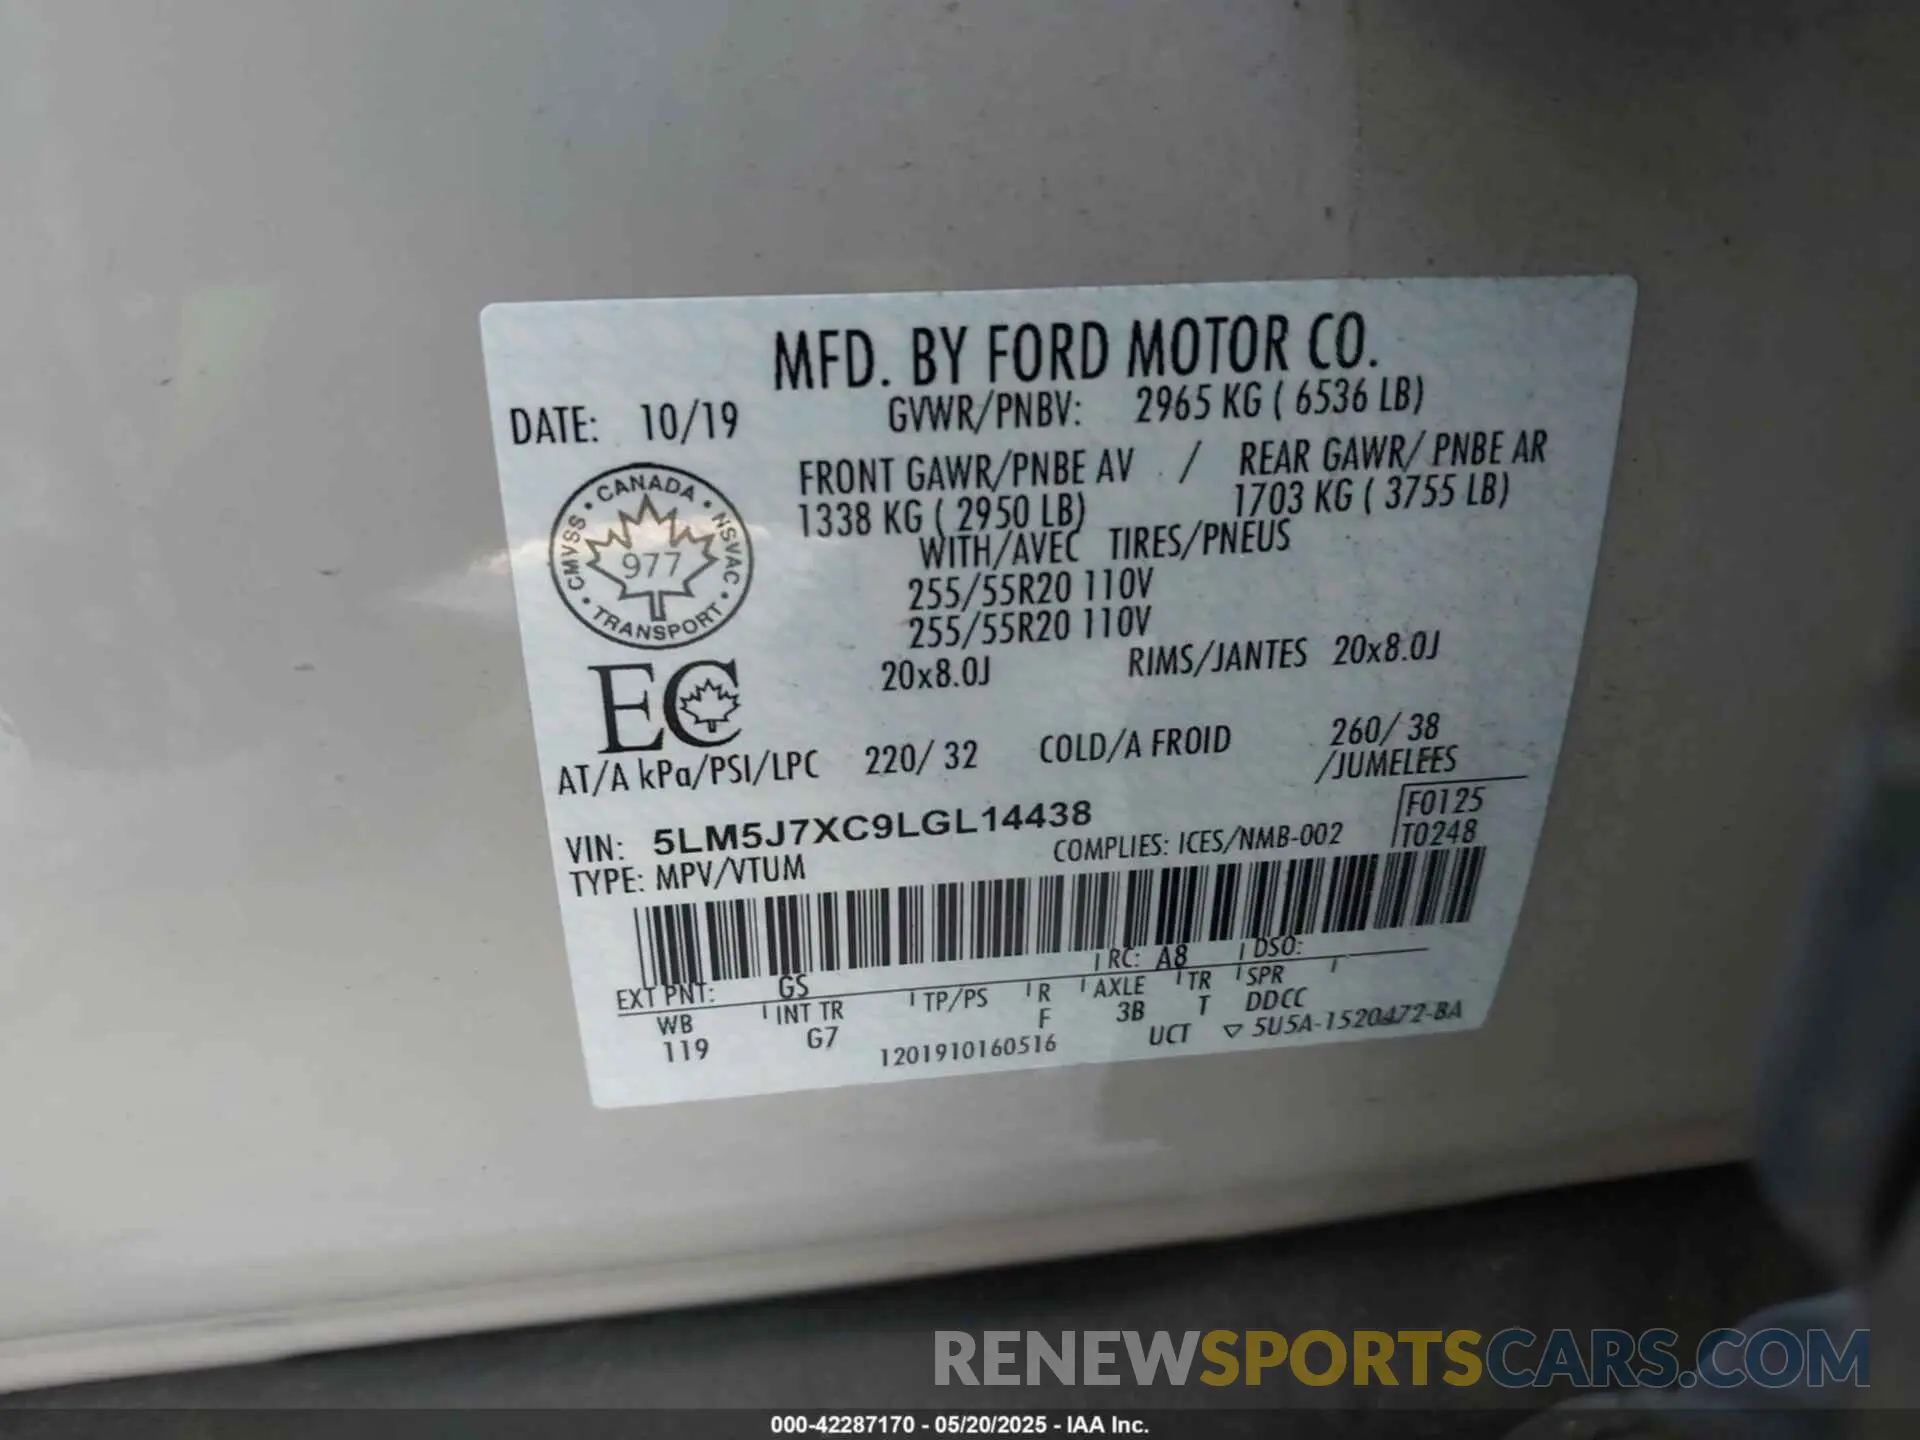 MFD. BY FORD MOTOR CO.
DATE: 10/19 GVWR/PNBV: 2965 KG ( 6536 LB)
FRONT GAWR/PNBE AV / REAR GAWR/ PNBE AR
1338 KG ( 2950 LB) 1703 KG ( 3755 LB)
WITH/AVEC TIRES/PNEUS
255/55R20 110V
255/55R20 110V
20x8.0J RIMS/JANTES 20x8.0J
CANADA
CMVSS NSVAC
977
TRANSPORT
EC
AT/A kPa/PSI/LPC 220/ 32 COLD/A FROID 260/ 38
/JUMELEES
VIN: 5LM5J7XC9LGL14438
F0125
TYPE: MPV/VTUM COMPLIES: ICES/NMB-002 T0248
EXT PNT: GS RC: A8 DSO:
WB INT TR TP/PS R AXLE TR SPR
119 G7 F 3B T DDCC
1201910160516 UCT ▽ 5U5A-1520472-BA
RENEWSPORTSCARS.COM
000-42287170 - 05/20/2025 - IAA Inc.